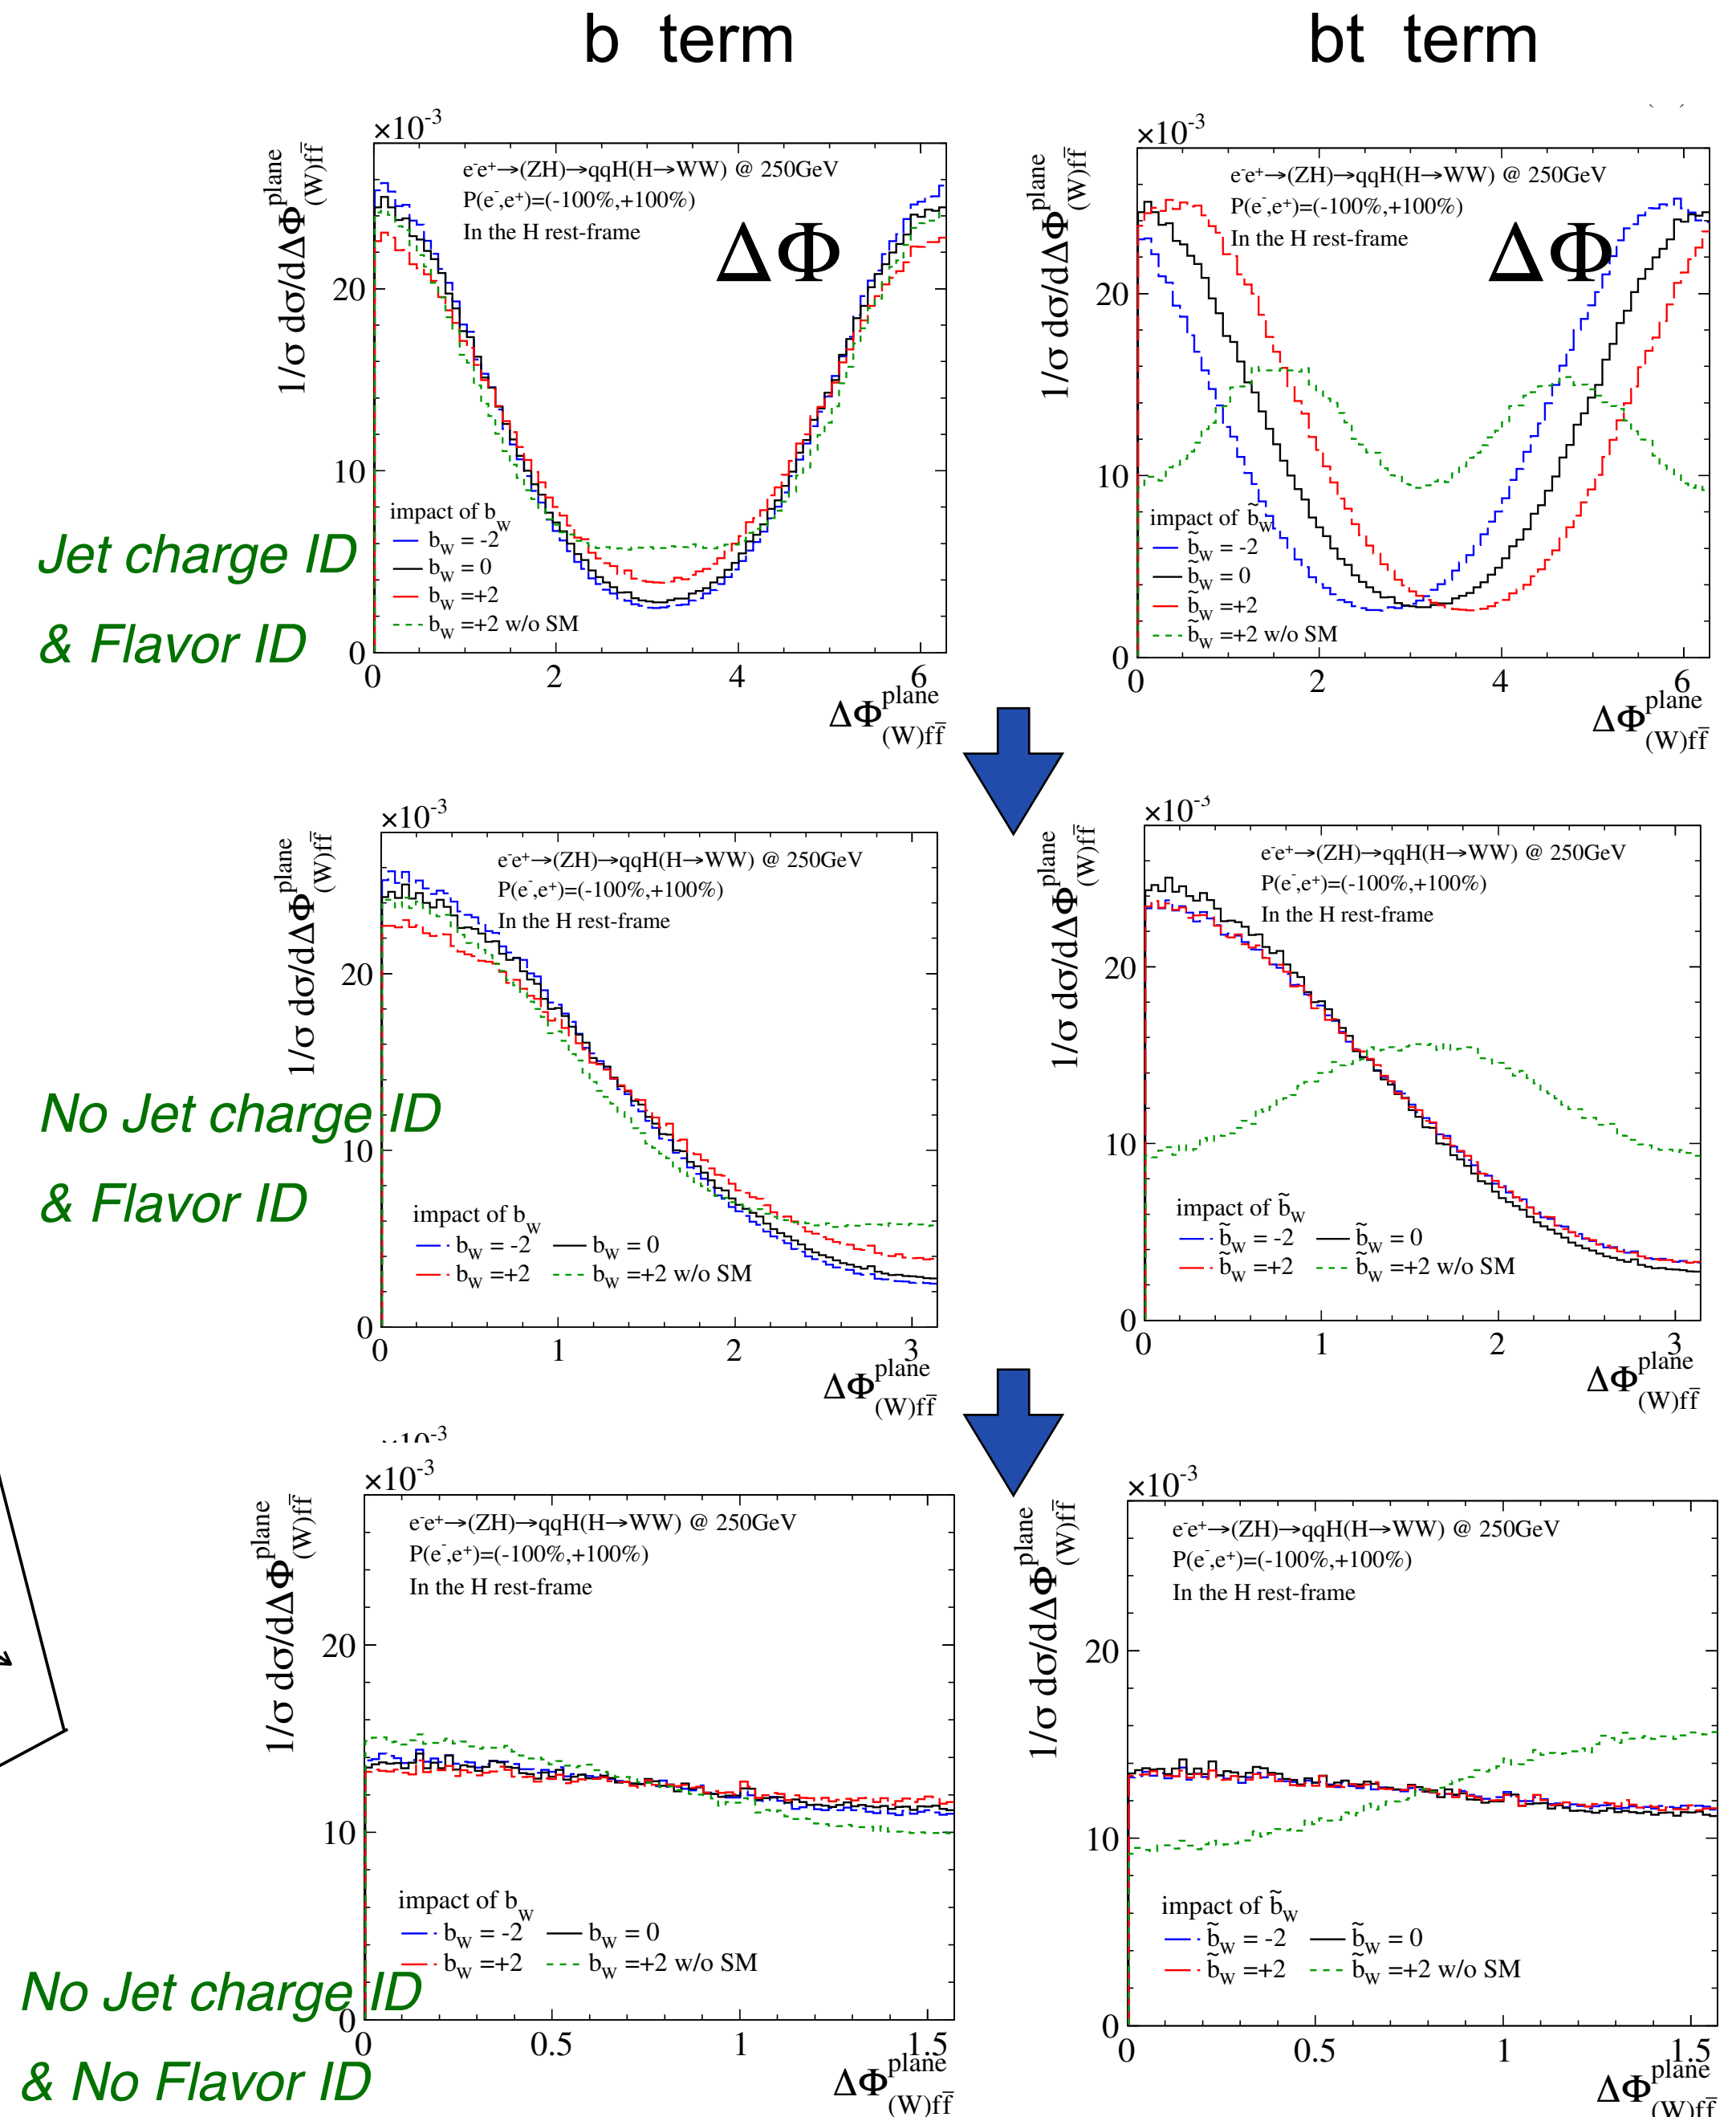 b term
bt term
×10⁻³
1/σ dσ/dΔΦ^plane_(W)ff̄
e⁻e⁺→(ZH)→qqH(H→WW) @ 250GeV
P(e⁻,e⁺)=(-100%,+100%)
In the H rest-frame
ΔΦ
20
10
0
impact of b_W
b_W = -2
b_W = 0
b_W =+2
b_W =+2 w/o SM
0 2 4 6
ΔΦ^plane_(W)ff̄
×10⁻³
1/σ dσ/dΔΦ^plane_(W)ff̄
e⁻e⁺→(ZH)→qqH(H→WW) @ 250GeV
P(e⁻,e⁺)=(-100%,+100%)
In the H rest-frame
ΔΦ
20
10
0
impact of b̃_W
b̃_W = -2
b̃_W = 0
b̃_W =+2
b̃_W =+2 w/o SM
0 2 4 6
ΔΦ^plane_(W)ff̄
Jet charge ID
& Flavor ID
×10⁻³
1/σ dσ/dΔΦ^plane_(W)ff̄
e⁻e⁺→(ZH)→qqH(H→WW) @ 250GeV
P(e⁻,e⁺)=(-100%,+100%)
In the H rest-frame
20
10
0
impact of b_W
b_W = -2 b_W = 0
b_W =+2 b_W =+2 w/o SM
0 1 2 3
ΔΦ^plane_(W)ff̄
×10⁻³
1/σ dσ/dΔΦ^plane_(W)ff̄
e⁻e⁺→(ZH)→qqH(H→WW) @ 250GeV
P(e⁻,e⁺)=(-100%,+100%)
In the H rest-frame
20
10
0
impact of b̃_W
b̃_W = -2 b̃_W = 0
b̃_W =+2 b̃_W =+2 w/o SM
0 1 2 3
ΔΦ^plane_(W)ff̄
No Jet charge ID
& Flavor ID
×10⁻³
1/σ dσ/dΔΦ^plane_(W)ff̄
e⁻e⁺→(ZH)→qqH(H→WW) @ 250GeV
P(e⁻,e⁺)=(-100%,+100%)
In the H rest-frame
20
10
0
impact of b_W
b_W = -2 b_W = 0
b_W =+2 b_W =+2 w/o SM
0 0.5 1 1.5
ΔΦ^plane_(W)ff̄
×10⁻³
1/σ dσ/dΔΦ^plane_(W)ff̄
e⁻e⁺→(ZH)→qqH(H→WW) @ 250GeV
P(e⁻,e⁺)=(-100%,+100%)
In the H rest-frame
20
10
0
impact of b̃_W
b̃_W = -2 b̃_W = 0
b̃_W =+2 b̃_W =+2 w/o SM
0 0.5 1 1.5
ΔΦ^plane_(W)ff̄
No Jet charge ID
& No Flavor ID